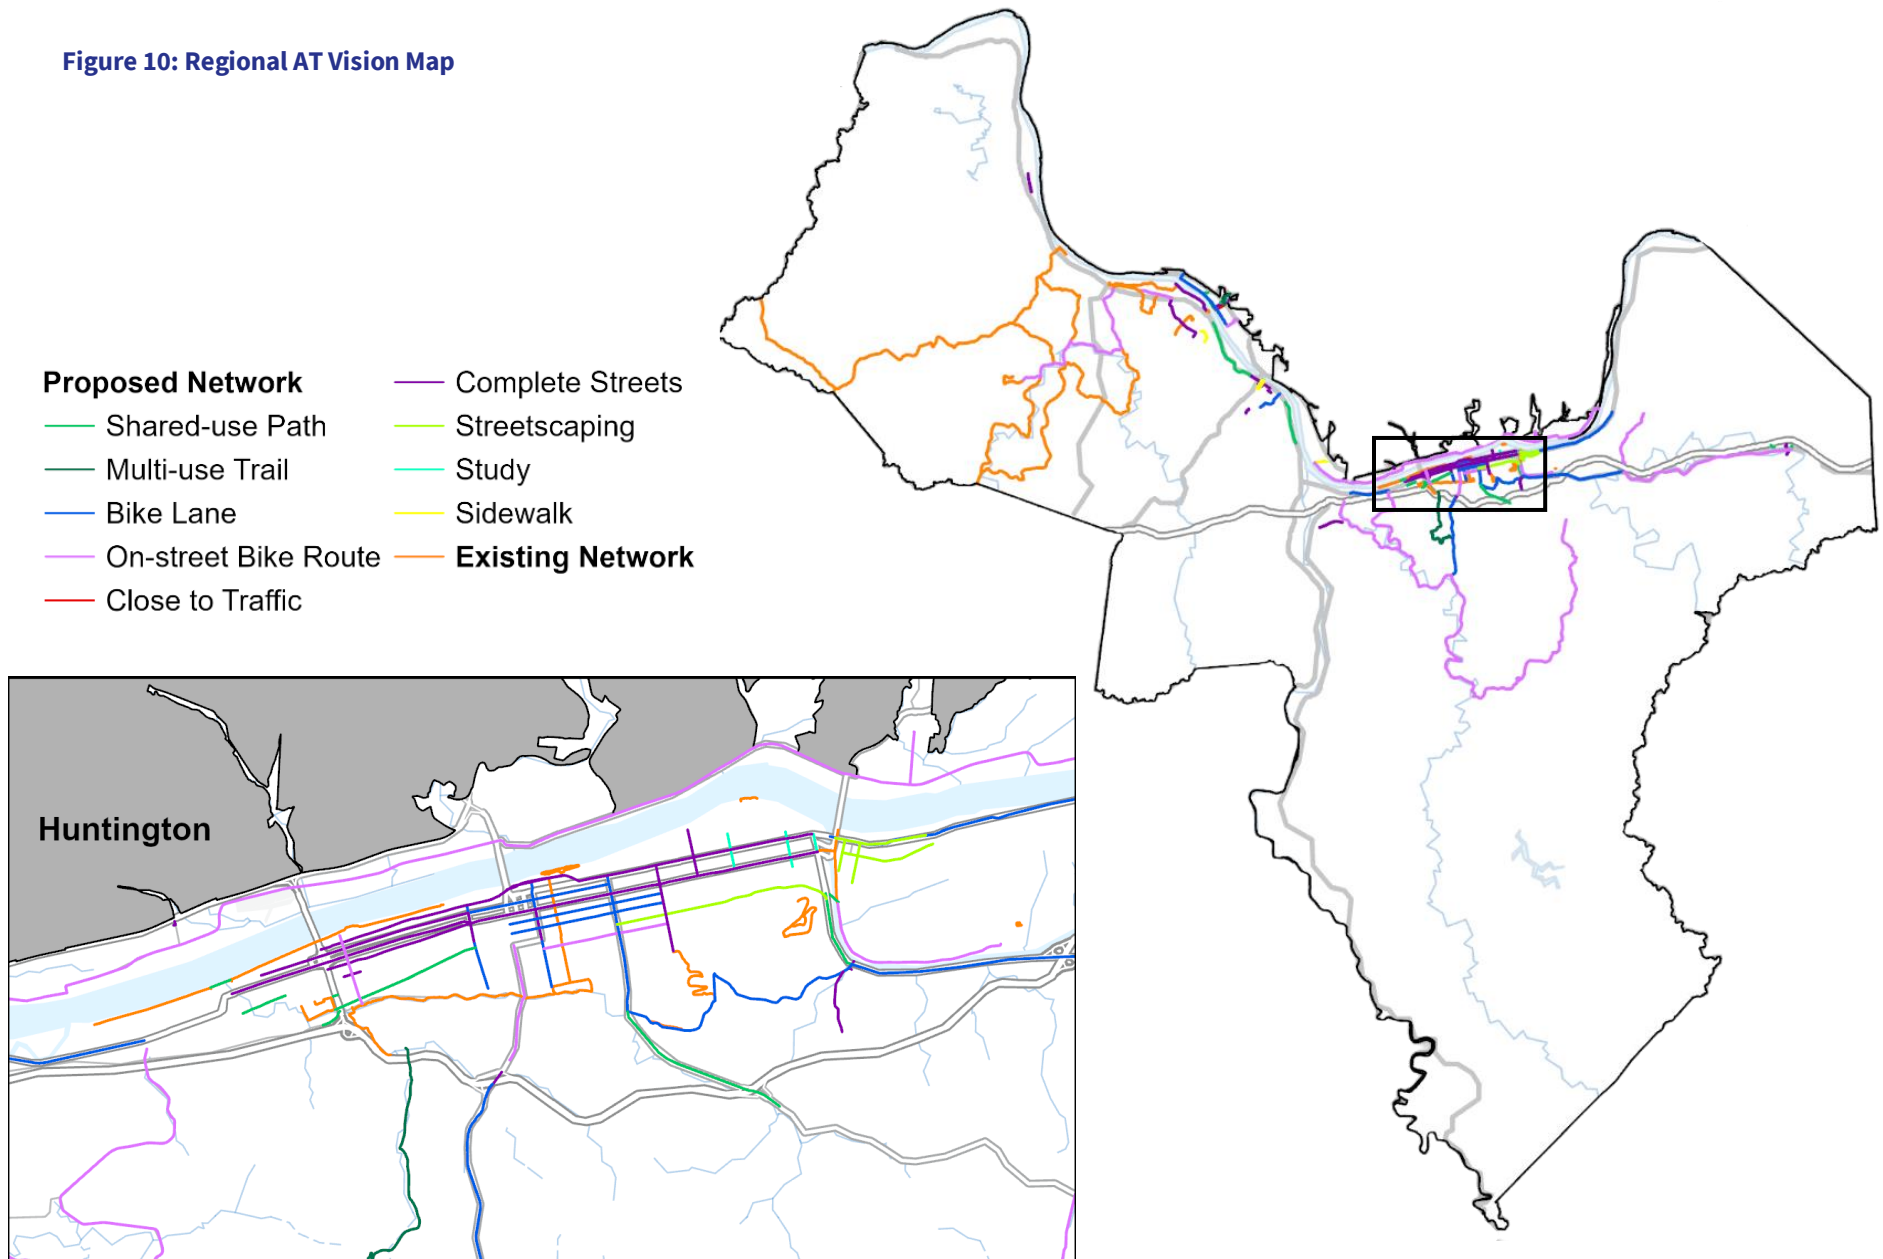 Figure 10: Regional AT Vision Map
Proposed Network
Shared-use Path
Multi-use Trail
Bike Lane
On-street Bike Route
Close to Traffic
Complete Streets
Streetscaping
Study
Sidewalk
Existing Network
Huntington